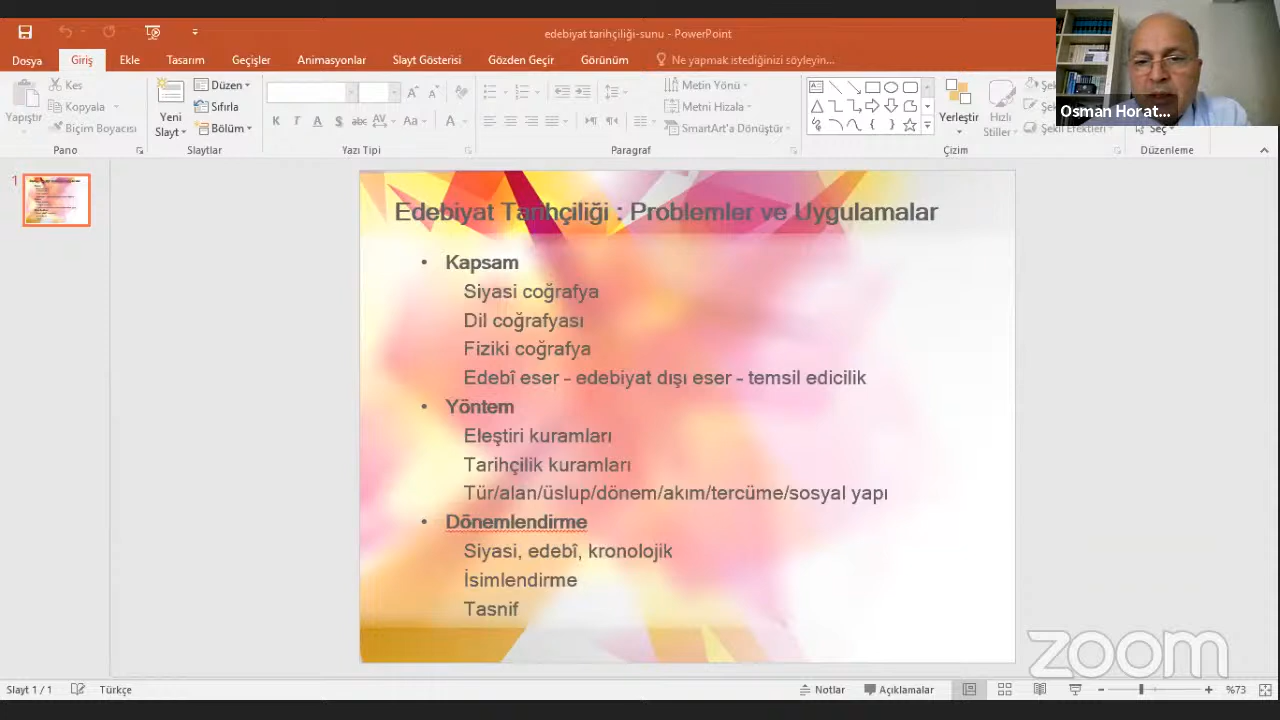 edebiyat tarihçiliği-sunu - PowerPoint
Dosya Giriş Ekle Tasarım Geçişler Animasyonlar Slayt Gösterisi Gözden Geçir Görünüm Ne yapmak istediğinizi söyleyin...
Osman Horat...
Yapıştır
Kes
Kopyala
Biçim Boyacısı
Pano
Yeni
Slayt
Düzen
Sıfırla
Bölüm
Slaytlar
K T A S abc AV Aa A
Yazı Tipi
Metin Yönü
Metni Hizala
SmartArt'a Dönüştür
Paragraf
Yerleştir
Hızlı
Stiller
Şekil Efektleri
Çizim
Seç
Düzenleme
1
Edebiyat Tarihçiliği : Problemler ve Uygulamalar
• Kapsam
Siyasi coğrafya
Dil coğrafyası
Fiziki coğrafya
Edebî eser - edebiyat dışı eser - temsil edicilik
• Yöntem
Eleştiri kuramları
Tarihçilik kuramları
Tür/alan/üslup/dönem/akım/tercüme/sosyal yapı
• Dönemlendirme
Siyasi, edebî, kronolojik
İsimlendirme
Tasnif
zoom
Slayt 1 / 1 Türkçe Notlar Açıklamalar %73